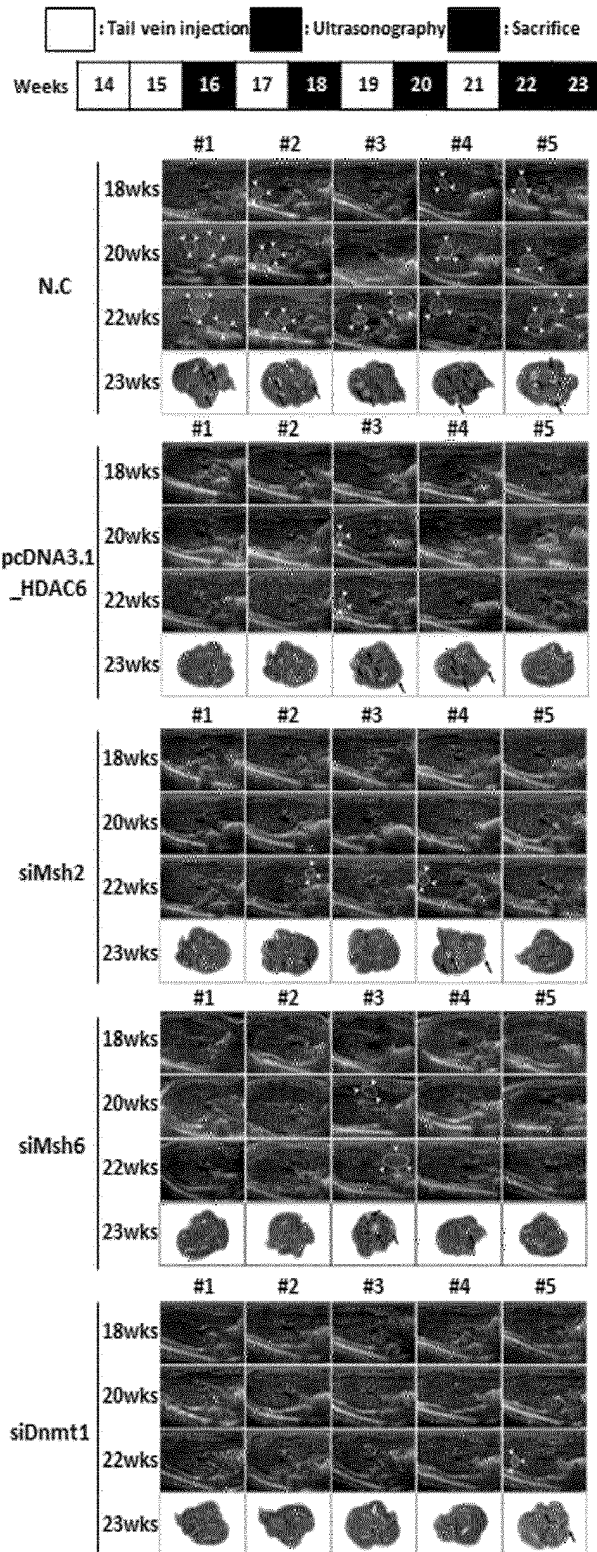 : Tail vein injection : Ultrasonography : Sacrifice
Weeks 14 15 16 17 18 19 20 21 22 23
#1 #2 #3 #4 #5
18wks
20wks
N.C
22wks
23wks
#1 #2 #3 #4 #5
18wks
20wks
pcDNA3.1
_HDAC6
22wks
23wks
#1 #2 #3 #4 #5
18wks
20wks
siMsh2
22wks
23wks
#1 #2 #3 #4 #5
18wks
20wks
siMsh6
22wks
23wks
#1 #2 #3 #4 #5
18wks
20wks
siDnmt1
22wks
23wks